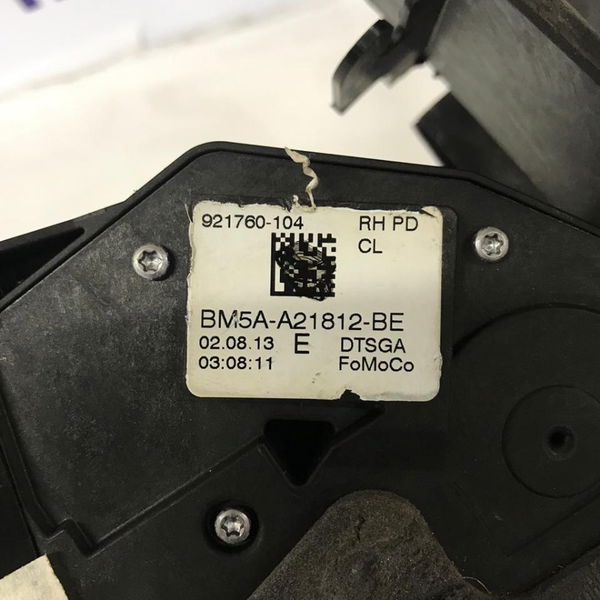 921760-104 RH PD
CL
BM5A-A21812-BE
02.08.13 E DTSGA
03:08:11 FoMoCo